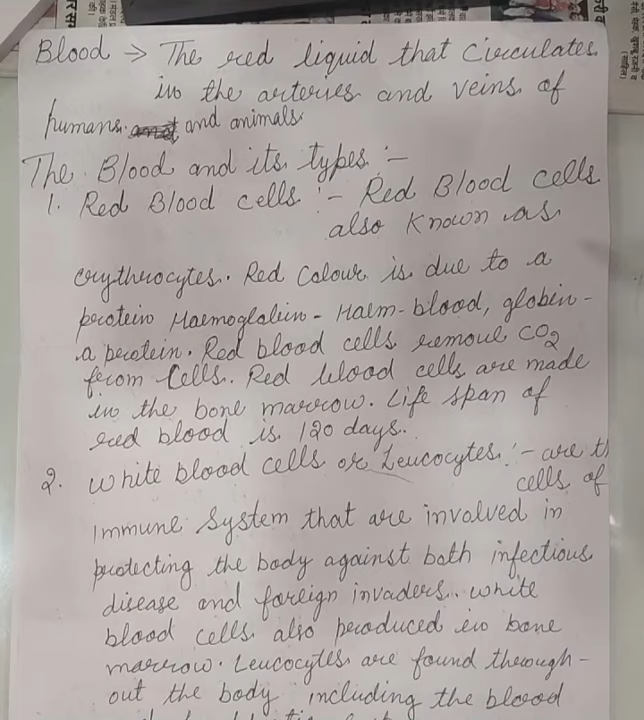 Blood → The red liquid that Circulates
in the arteries and veins of
humans and and animals
The Blood and its types :-
1. Red Blood cells :- Red Blood cells
also Known as
erythrocytes. Red Colour is due to a
protein Haemoglobin - Haem-blood, globin -
a protein. Red blood cells remove CO2
from Cells. Red blood cells are made
in the bone marrow. Life span of
red blood is 120 days.
2. White blood cells or Leucocytes :- are th
cells of
Immune System that are involved in
protecting the body against both infectious
disease and foreign invaders. white
blood cells also produced in bone
marrow. Leucocytes are found through-
out the body including the bloood